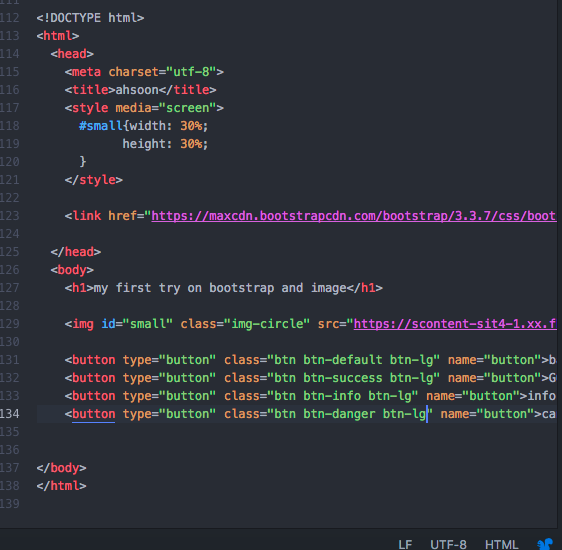 111
112 <!DOCTYPE html>
113 <html>
114 <head>
115 <meta charset="utf-8">
116 <title>ahsoon</title>
117 <style media="screen">
118 #small{width: 30%;
119 height: 30%;
120 }
121 </style>
122
123 <link href="https://maxcdn.bootstrapcdn.com/bootstrap/3.3.7/css/boot
124
125 </head>
126 <body>
127 <h1>my first try on bootstrap and image</h1>
128
129 <img id="small" class="img-circle" src="https://scontent-sit4-1.xx.f
130
131 <button type="button" class="btn btn-default btn-lg" name="button">ba
132 <button type="button" class="btn btn-success btn-lg" name="button">G
133 <button type="button" class="btn btn-info btn-lg" name="button">info
134 <button type="button" class="btn btn-danger btn-lg" name="button">ca
135
136
137 </body>
138 </html>
139
LF UTF-8 HTML